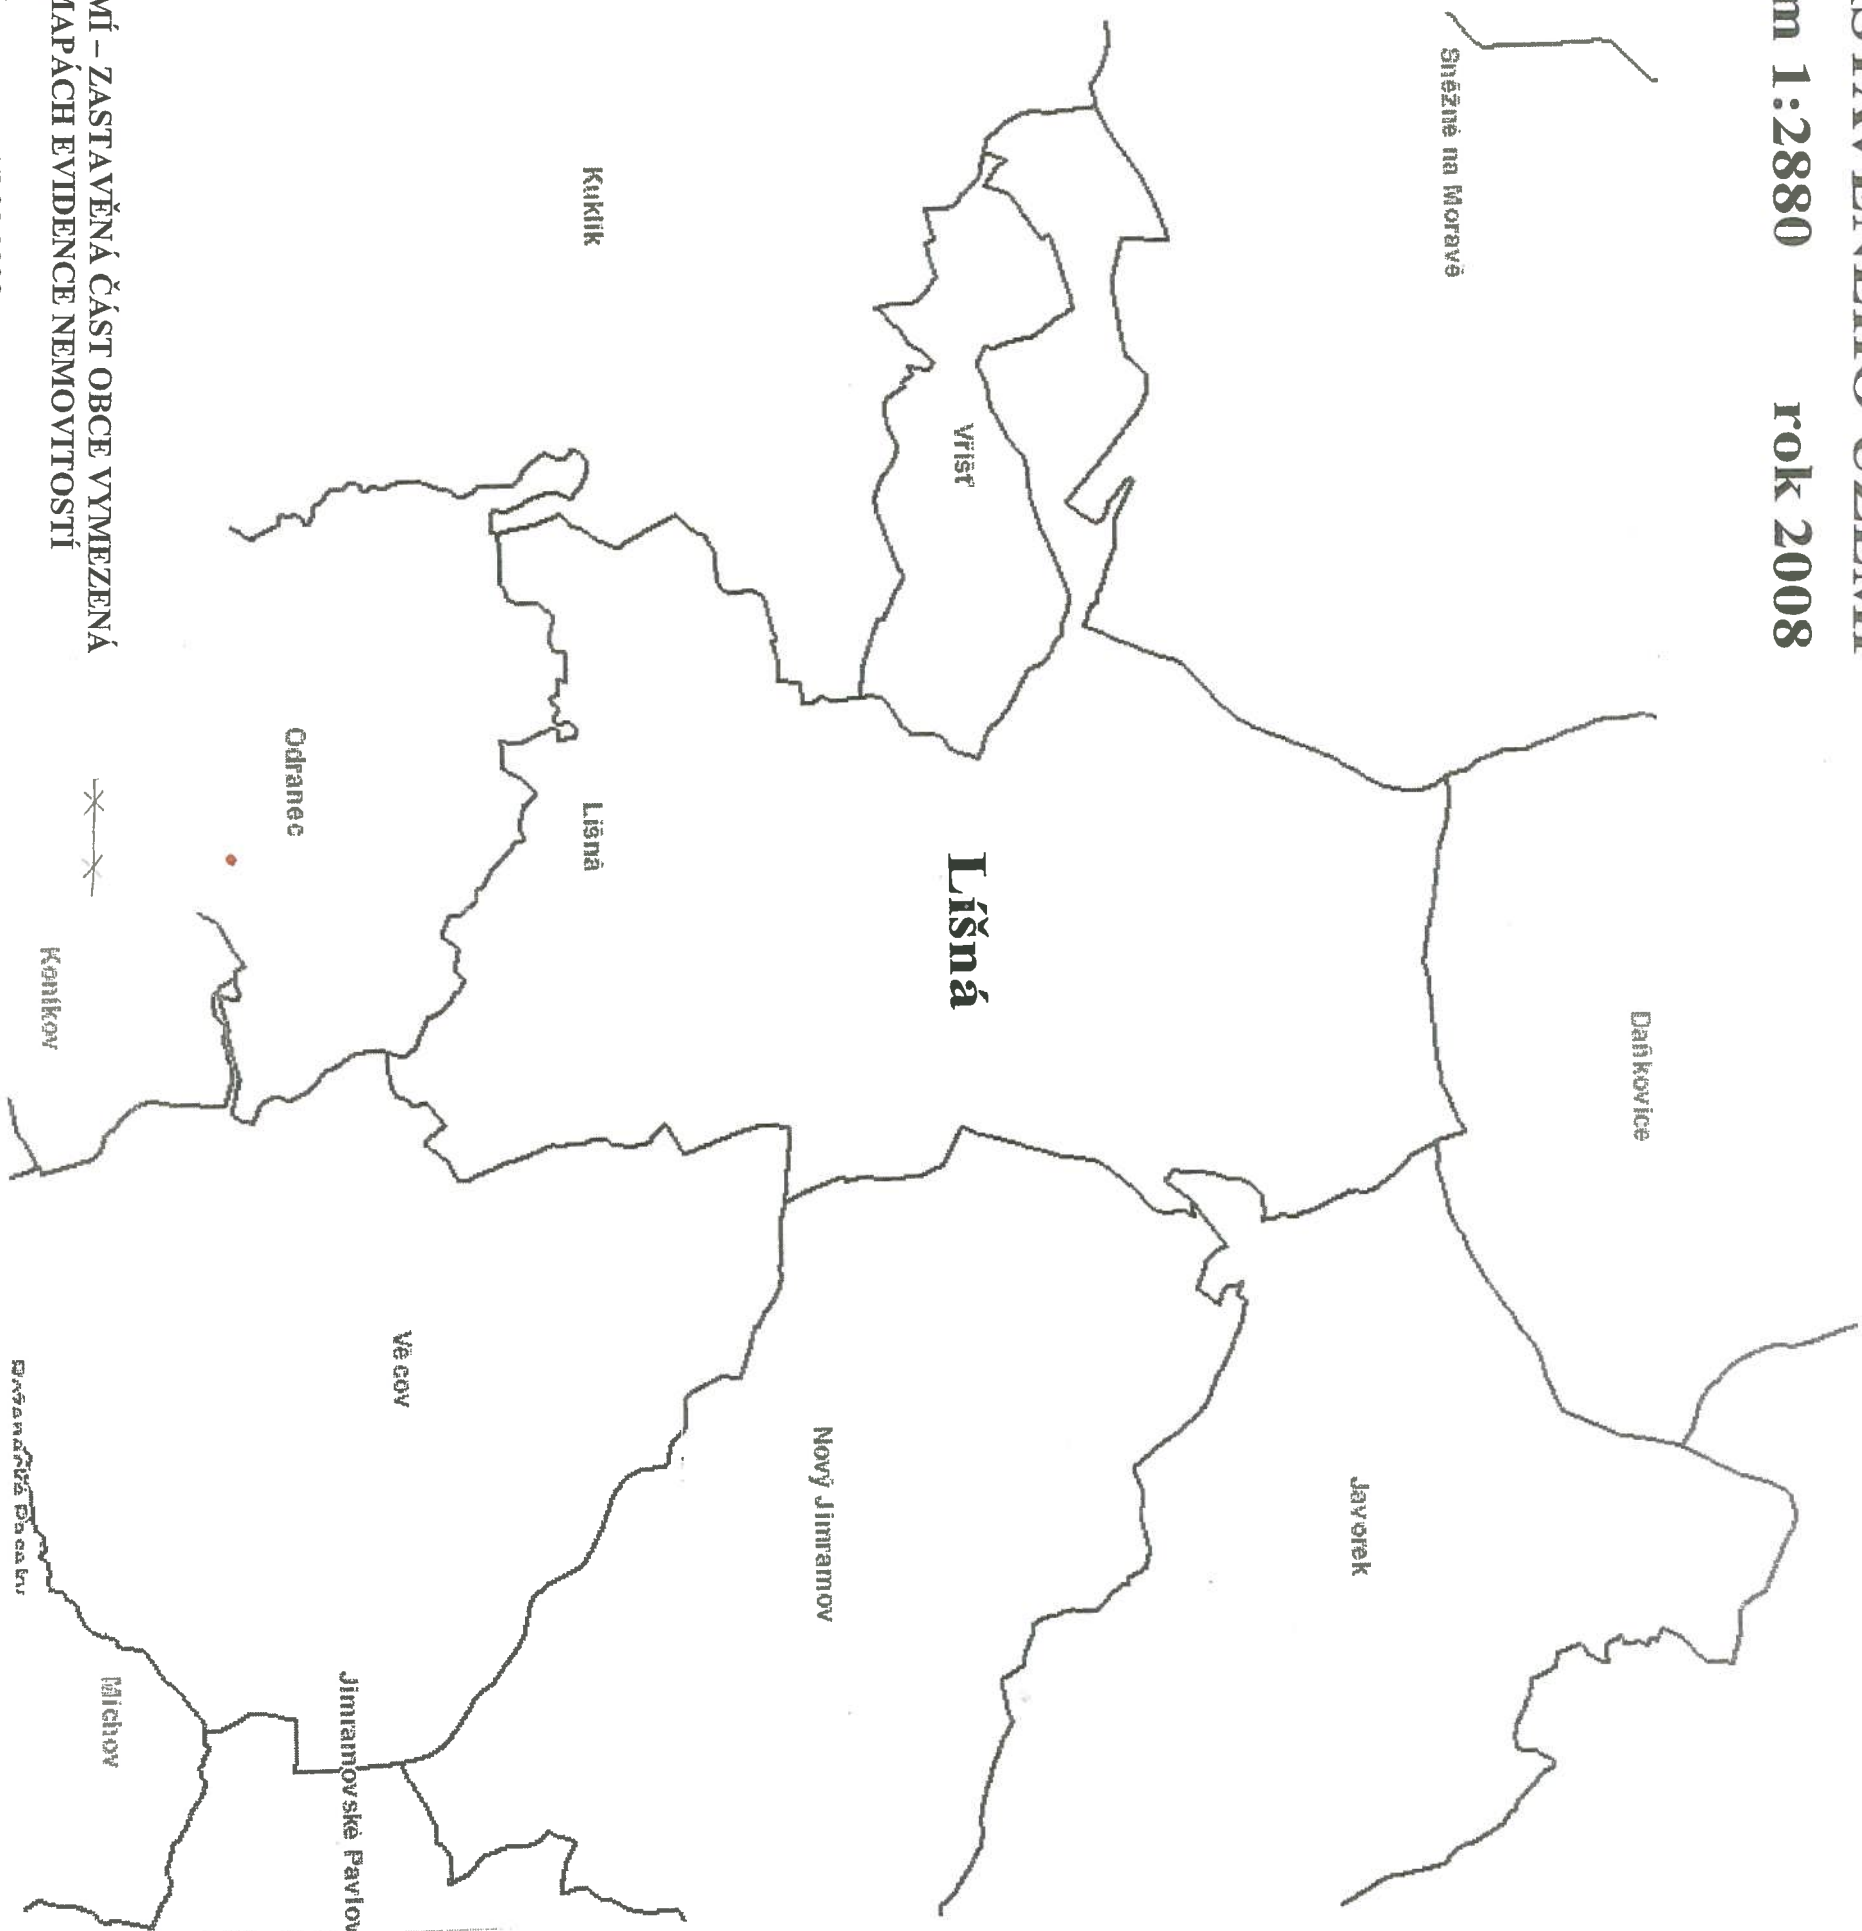 m 1:2880 rok 2008
Sněžné na Moravě
Daňkovice
Javorek
Líšná
Vříšť
Nový Jimramov
Kuklík
Líšná
Věcov
Jimramovské Pavlov
Odranec
Míchov
Koníkov
MÍ – ZASTAVĚNÁ ČÁST OBCE VYMEZENÁ
MAPÁCH EVIDENCE NEMOVITOSTÍ